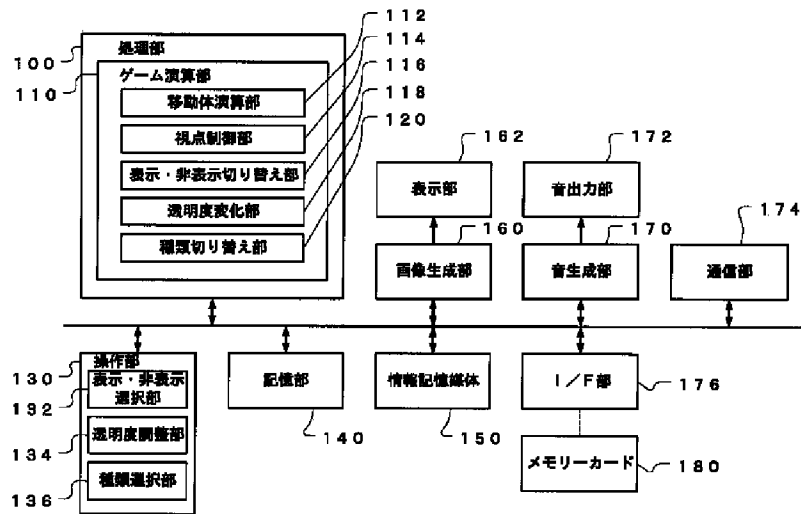 112
114
116
118
120
100
処理部
110
ゲーム演算部
移動体演算部
視点制御部
表示・非表示切り替え部
透明度変化部
種類切り替え部
162
172
表示部
音出力部
174
160
170
画像生成部
音生成部
通信部
操作部
130
表示・非表示
選択部
132
透明度調整部
134
種類選択部
136
記憶部
140
情報記憶媒体
150
I/F部
176
メモリーカード
180